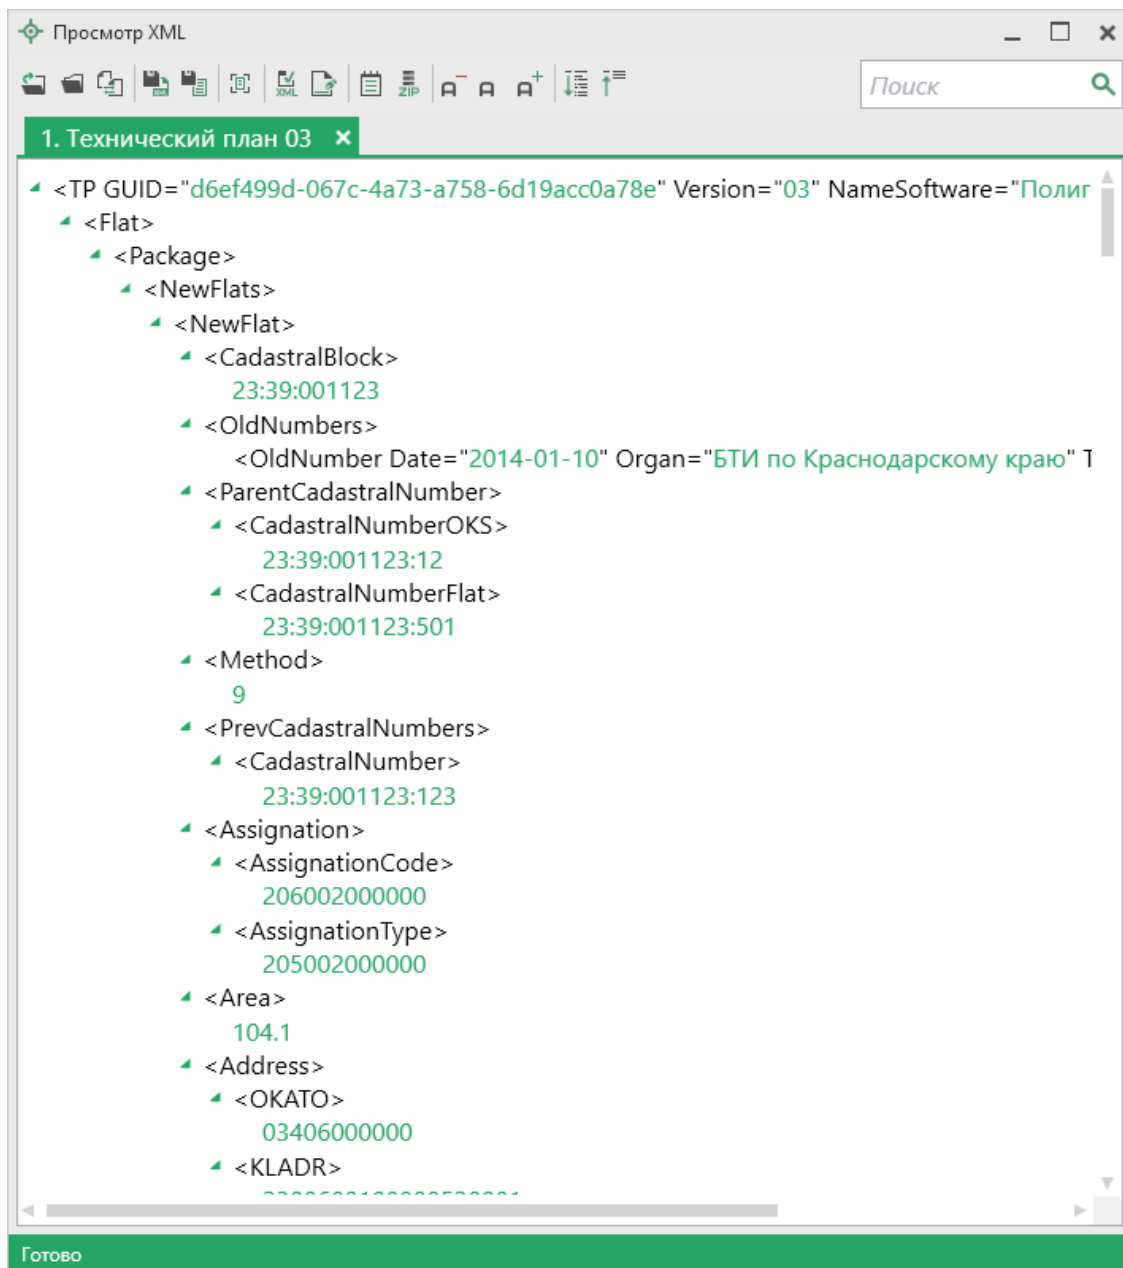 Просмотр XML
XML ZIP A⁻ A A⁺
Поиск
1. Технический план 03
<TP GUID="d6ef499d-067c-4a73-a758-6d19acc0a78e" Version="03" NameSoftware="Полиг
<Flat>
<Package>
<NewFlats>
<NewFlat>
<CadastralBlock>
23:39:001123
<OldNumbers>
<OldNumber Date="2014-01-10" Organ="БТИ по Краснодарскому краю" T
<ParentCadastralNumber>
<CadastralNumberOKS>
23:39:001123:12
<CadastralNumberFlat>
23:39:001123:501
<Method>
9
<PrevCadastralNumbers>
<CadastralNumber>
23:39:001123:123
<Assignation>
<AssignationCode>
206002000000
<AssignationType>
205002000000
<Area>
104.1
<Address>
<OKATO>
03406000000
<KLADR>
Готово